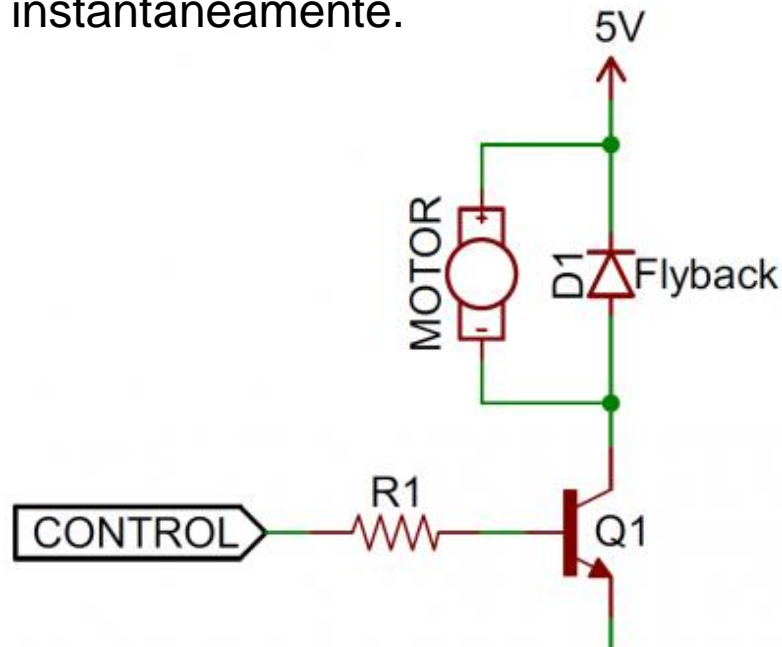 instantaneamente.
5V
MOTOR
+
-
D1
Flyback
R1
CONTROL
Q1